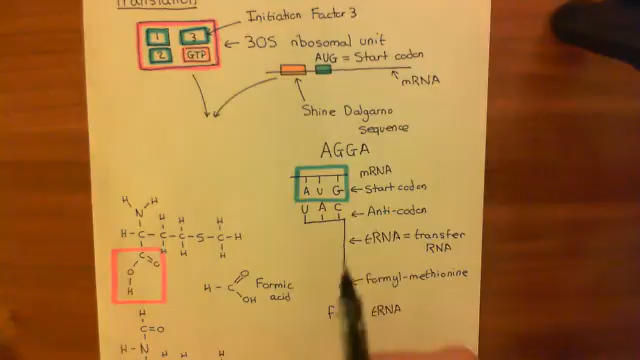 Translation
Initiation Factor 3
1 3
2 GTP
30S ribosomal unit
AUG = Start codon
mRNA
Shine Dalgarno
Sequence
AGGA
mRNA
A U G
Start codon
U A C
Anti-codon
tRNA = transfer
RNA
formyl-methionine
tRNA
H H
N
H H H
H - C - C - C - S - C - H
H H H
C = O
O
H
O
H - C
OH
Formic
acid
H
C = O
H - N